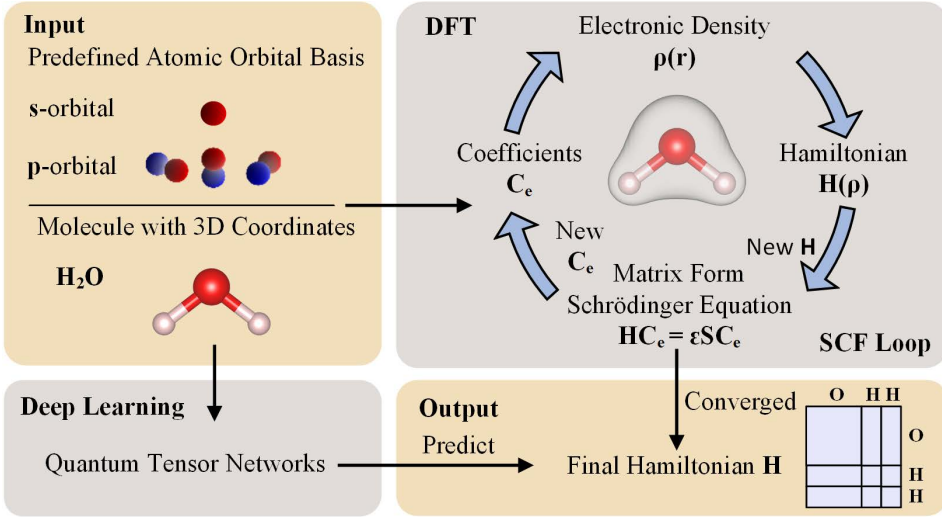 Input
Predefined Atomic Orbital Basis
s-orbital
p-orbital
Molecule with 3D Coordinates
H₂O
DFT
Electronic Density
ρ(r)
Hamiltonian
H(ρ)
New H
Matrix Form
Schrödinger Equation
HCₑ = εSCₑ
New
Cₑ
Coefficients
Cₑ
SCF Loop
Deep Learning
Quantum Tensor Networks
Output
Predict
Converged
Final Hamiltonian H
O H H
O
H
H